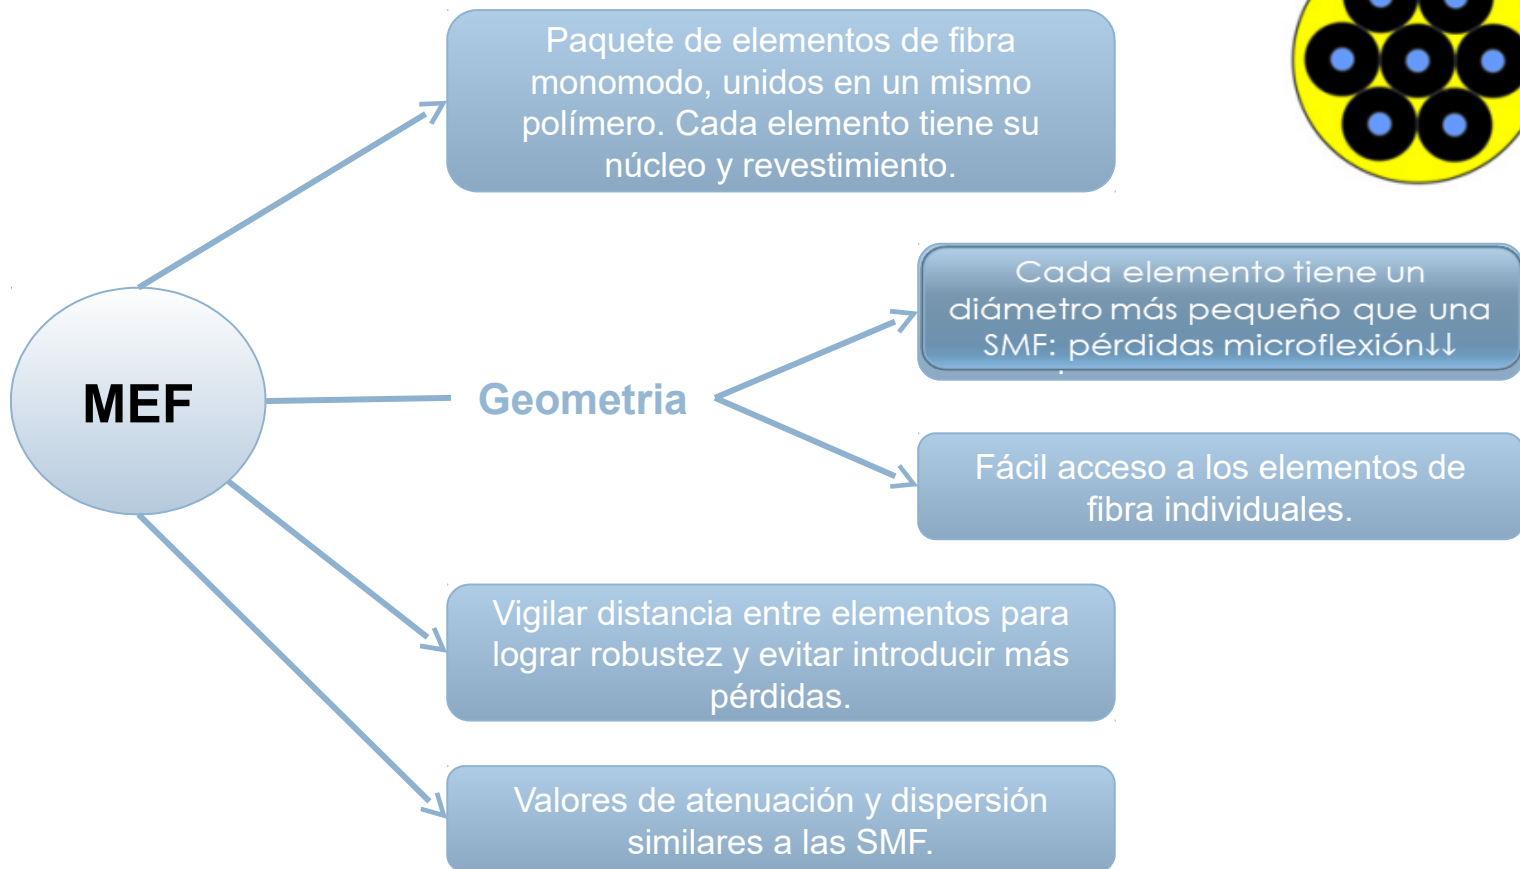 Paquete de elementos de fibra
monomodo, unidos en un mismo
polímero. Cada elemento tiene su
núcleo y revestimiento.
Cada elemento tiene un
diámetro más pequeño que una
SMF: pérdidas microflexión↓↓
MEF
Geometria
Fácil acceso a los elementos de
fibra individuales.
Vigilar distancia entre elementos para
lograr robustez y evitar introducir más
pérdidas.
Valores de atenuación y dispersión
similares a las SMF.